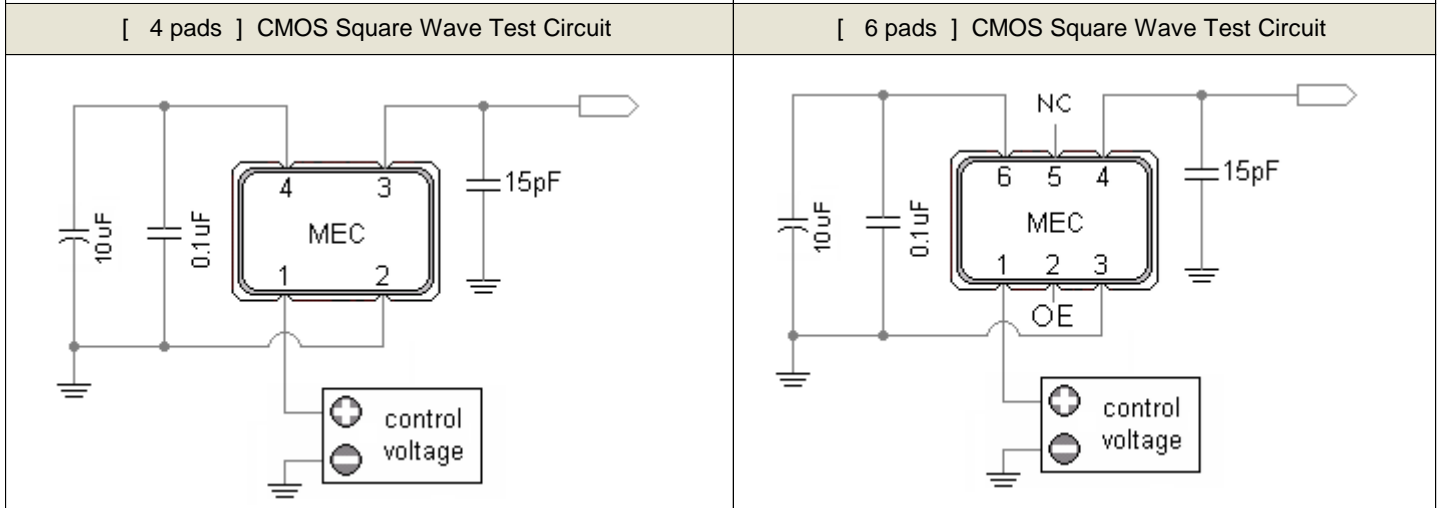 [ 4 pads ] CMOS Square Wave Test Circuit
[ 6 pads ] CMOS Square Wave Test Circuit
4 3
15pF
10uF
0.1uF
MEC
1 2
control
voltage
NC
6 5 4
15pF
10uF
0.1uF
MEC
1 2 3
OE
control
voltage